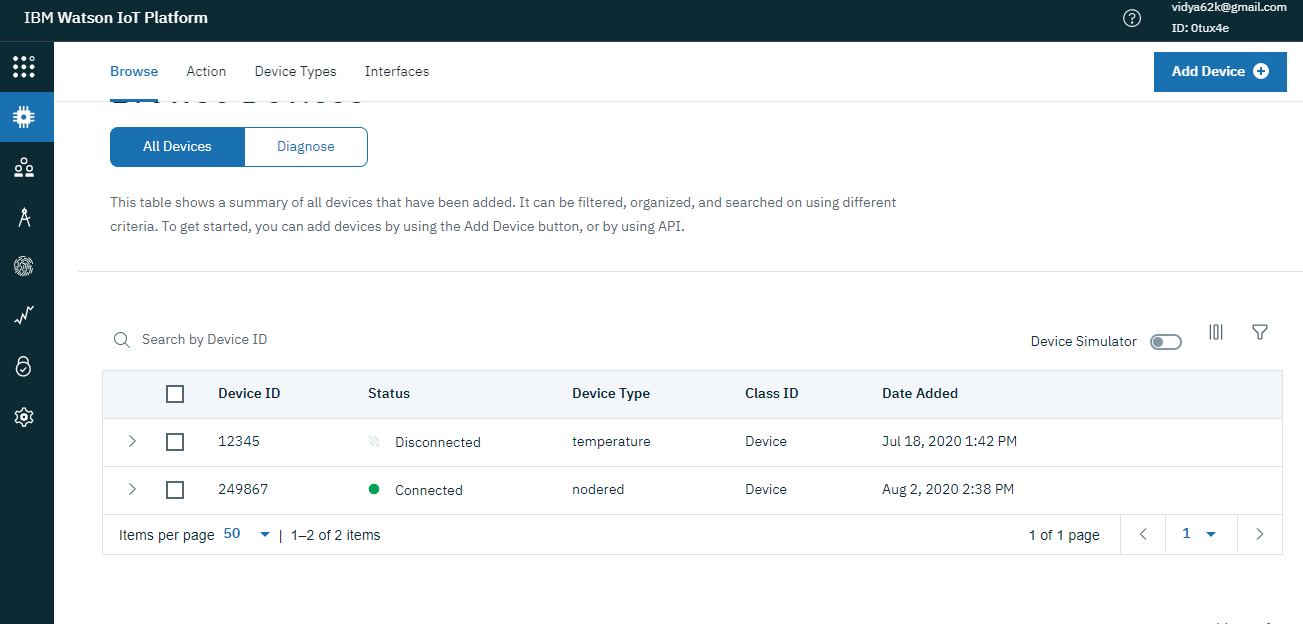 IBM Watson IoT Platform
vidya62k@gmail.com
ID: 0tux4e
Browse Action Device Types Interfaces
Add Device
All Devices Diagnose
This table shows a summary of all devices that have been added. It can be filtered, organized, and searched on using different
criteria. To get started, you can add devices by using the Add Device button, or by using API.
Search by Device ID
Device Simulator
Device ID Status Device Type Class ID Date Added
12345 Disconnected temperature Device Jul 18, 2020 1:42 PM
249867 Connected nodered Device Aug 2, 2020 2:38 PM
Items per page 50 | 1–2 of 2 items 1 of 1 page 1